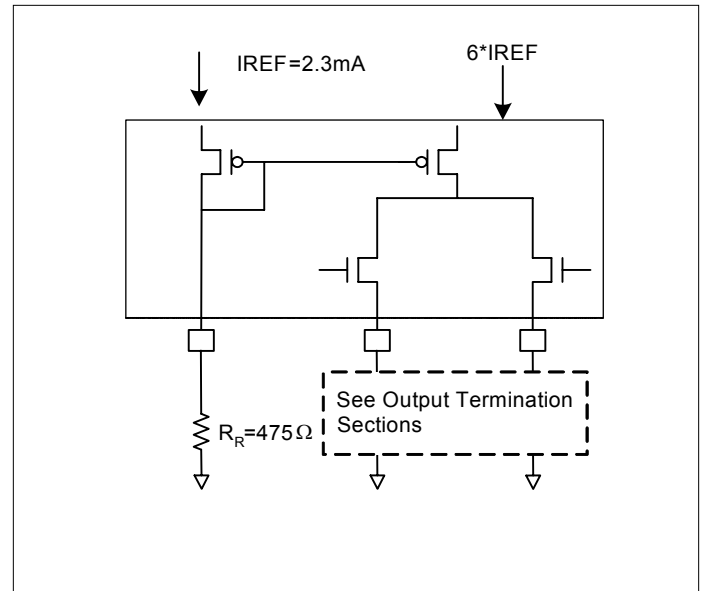 IREF=2.3mA
6*IREF
See Output Termination
Sections
R_R=475Ω